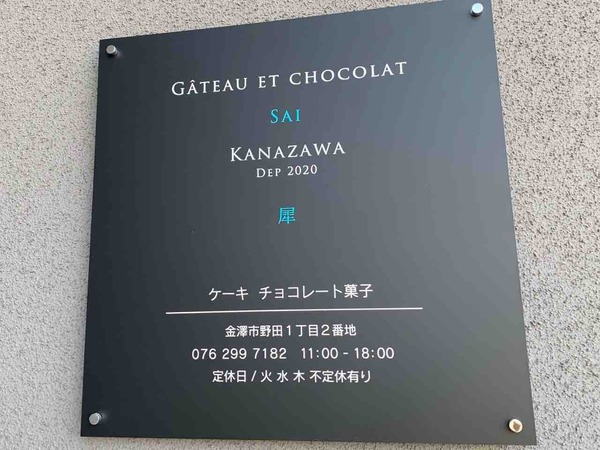 GÂTEAU ET CHOCOLAT
SAI
KANAZAWA
DEP 2020
犀
ケーキ チョコレート菓子
金澤市野田1丁目2番地
076 299 7182 11:00 - 18:00
定休日 / 火 水 木 不定休有り